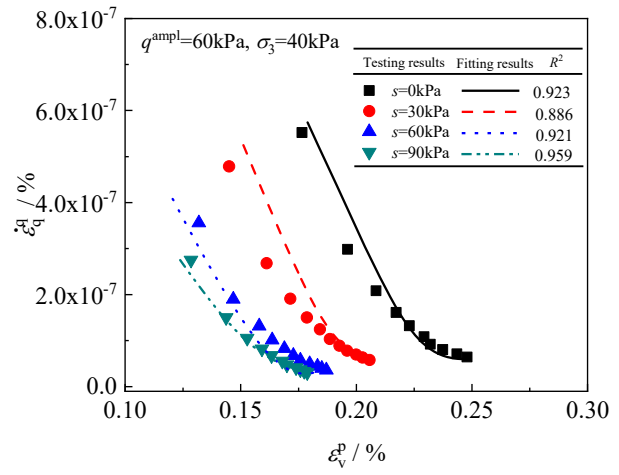 8.0x10⁻⁷
6.0x10⁻⁷
4.0x10⁻⁷
2.0x10⁻⁷
0.0
q^ampl=60kPa, σ₃=40kPa
Testing results Fitting results R²
s=0kPa 0.923
s=30kPa 0.886
s=60kPa 0.921
s=90kPa 0.959
0.10 0.15 0.20 0.25 0.30
ε_v^p / %